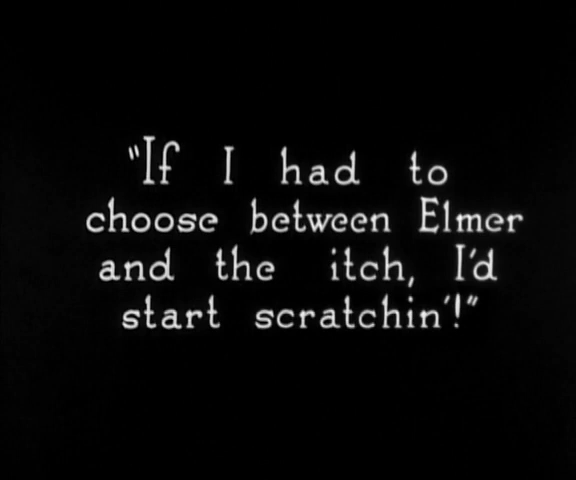 "If I had to
choose between Elmer
and the itch, I'd
start scratchin'!"